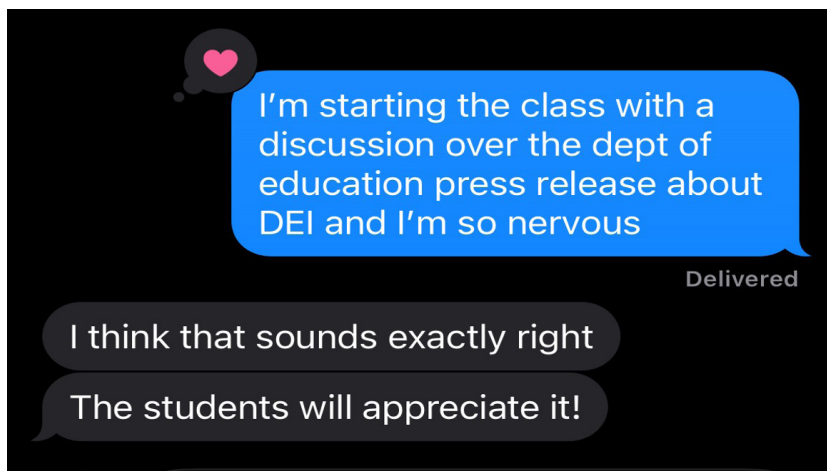 I’m starting the class with a
discussion over the dept of
education press release about
DEI and I’m so nervous
Delivered
I think that sounds exactly right
The students will appreciate it!